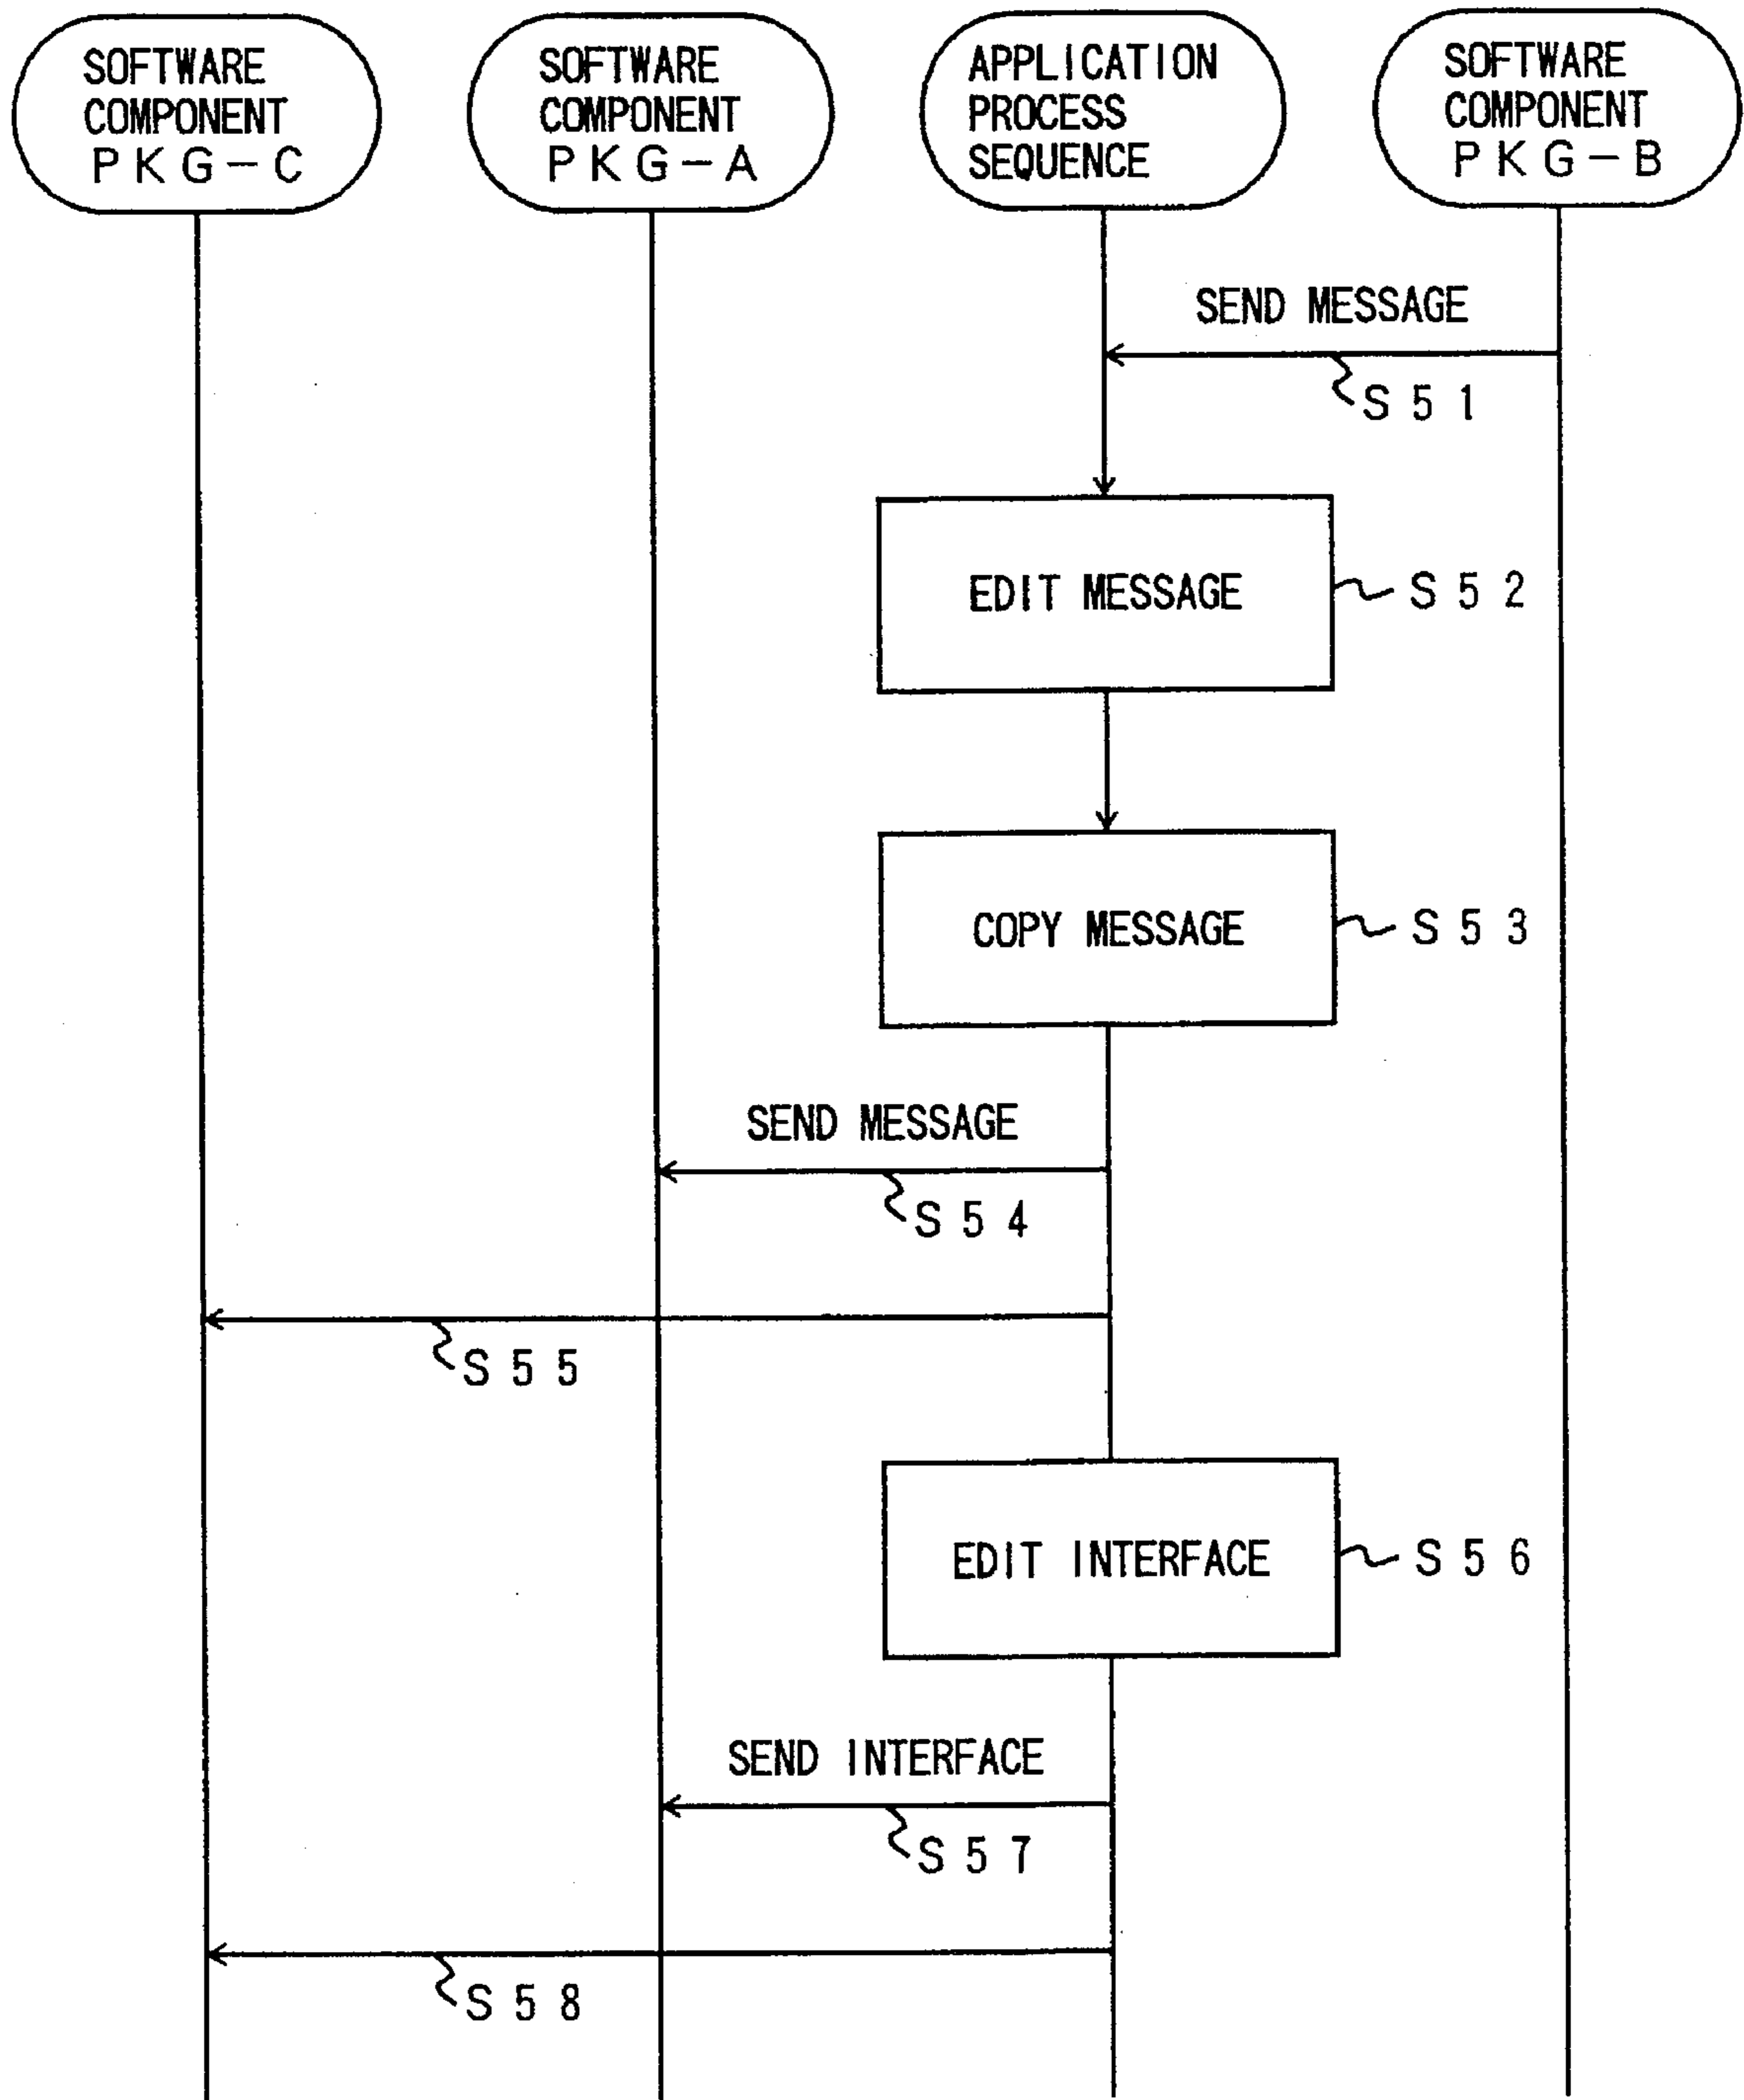 SOFTWARE
COMPONENT
PKG-C
SOFTWARE
COMPONENT
PKG-A
APPLICATION
PROCESS
SEQUENCE
SOFTWARE
COMPONENT
PKG-B
SEND MESSAGE
S51
EDIT MESSAGE
S52
COPY MESSAGE
S53
SEND MESSAGE
S54
S55
EDIT INTERFACE
S56
SEND INTERFACE
S57
S58